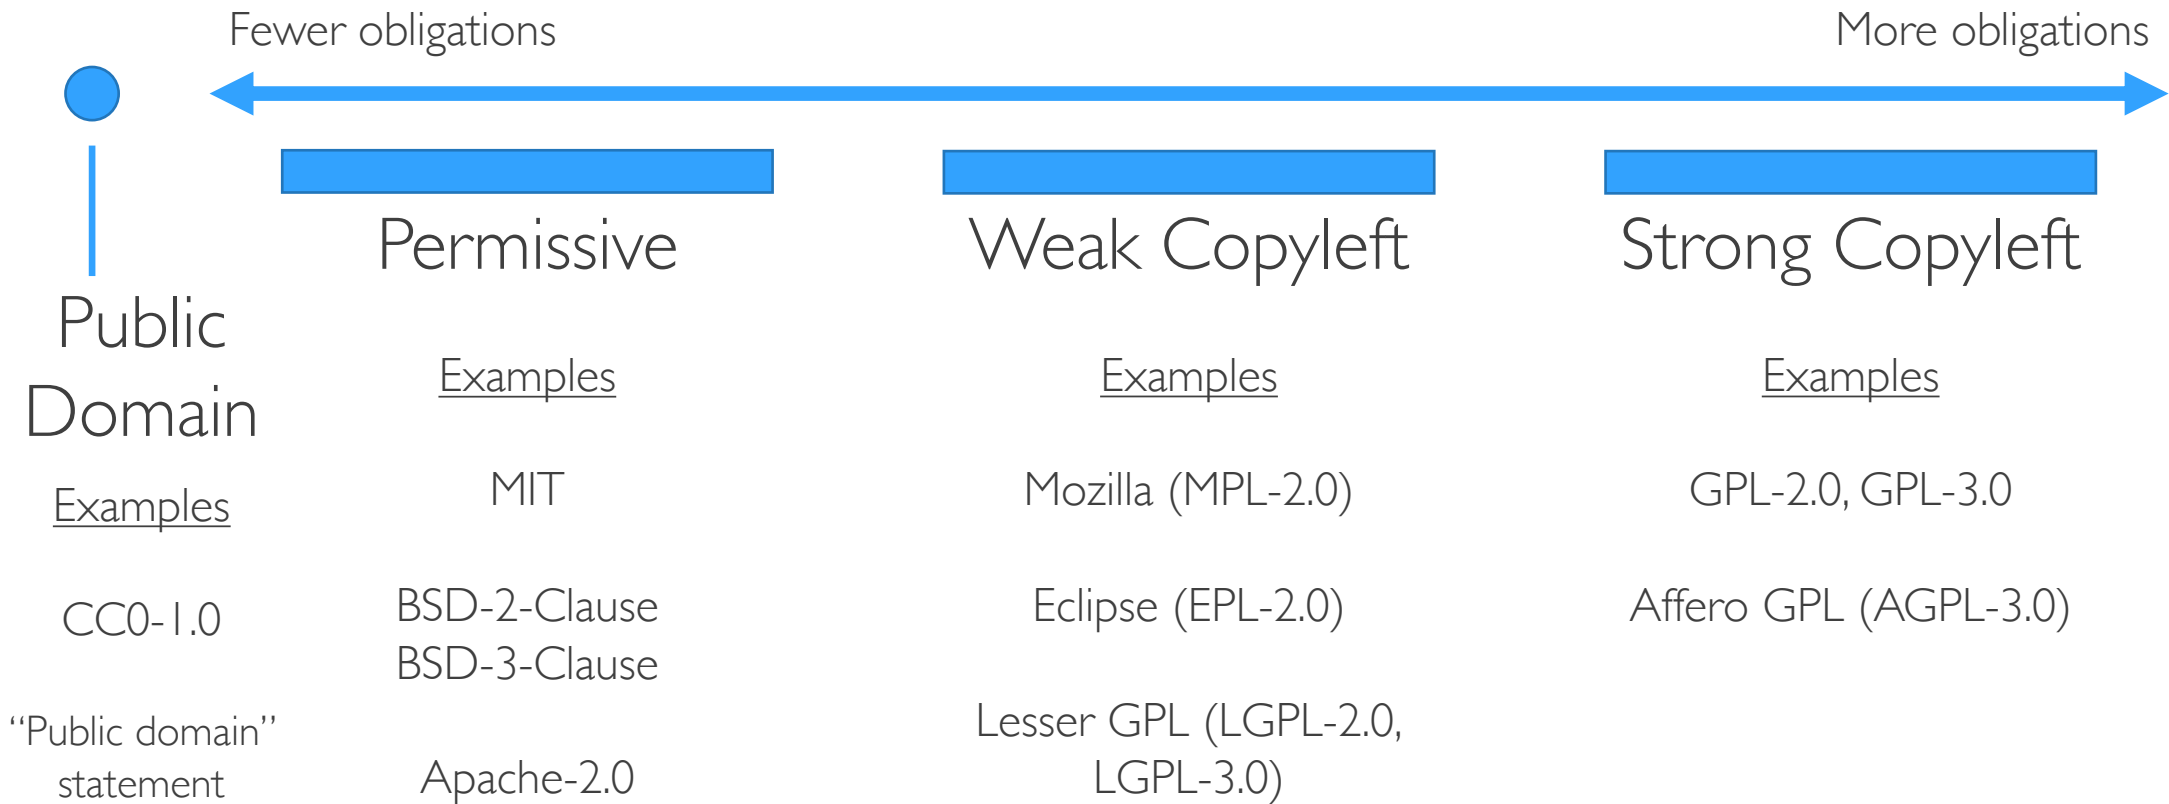 Fewer obligations
More obligations
Public
Domain
Examples
CC0-1.0
“Public domain”
statement
Permissive
Examples
MIT
BSD-2-Clause
BSD-3-Clause
Apache-2.0
Weak Copyleft
Examples
Mozilla (MPL-2.0)
Eclipse (EPL-2.0)
Lesser GPL (LGPL-2.0,
LGPL-3.0)
Strong Copyleft
Examples
GPL-2.0, GPL-3.0
Affero GPL (AGPL-3.0)